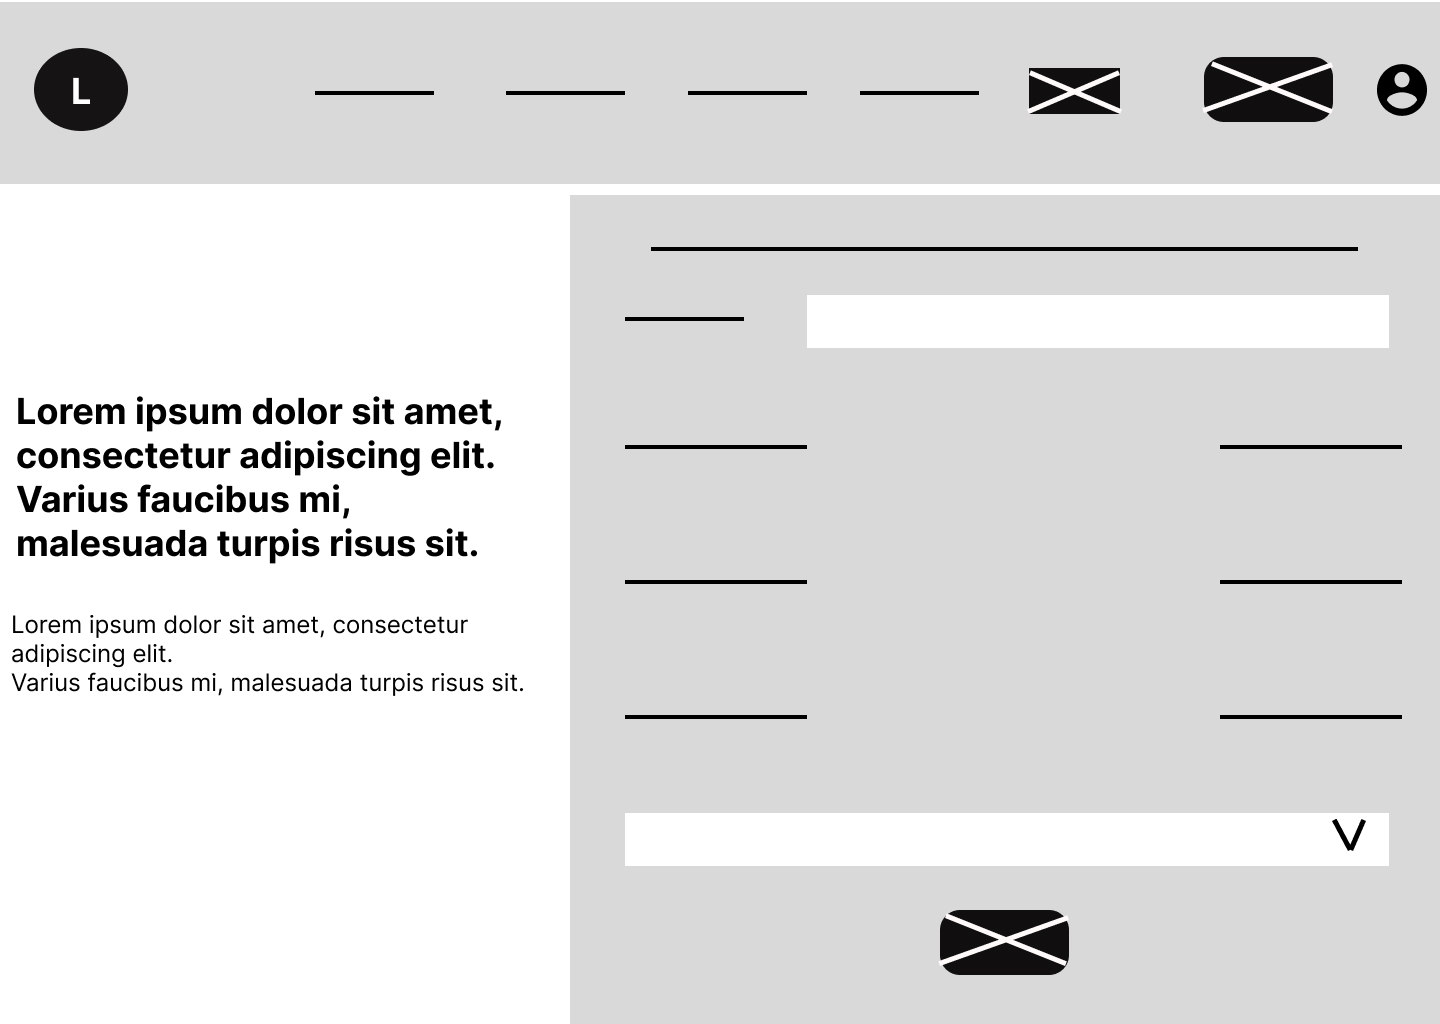 L
Lorem ipsum dolor sit amet,
consectetur adipiscing elit.
Varius faucibus mi,
malesuada turpis risus sit.
Lorem ipsum dolor sit amet, consectetur
adipiscing elit.
Varius faucibus mi, malesuada turpis risus sit.